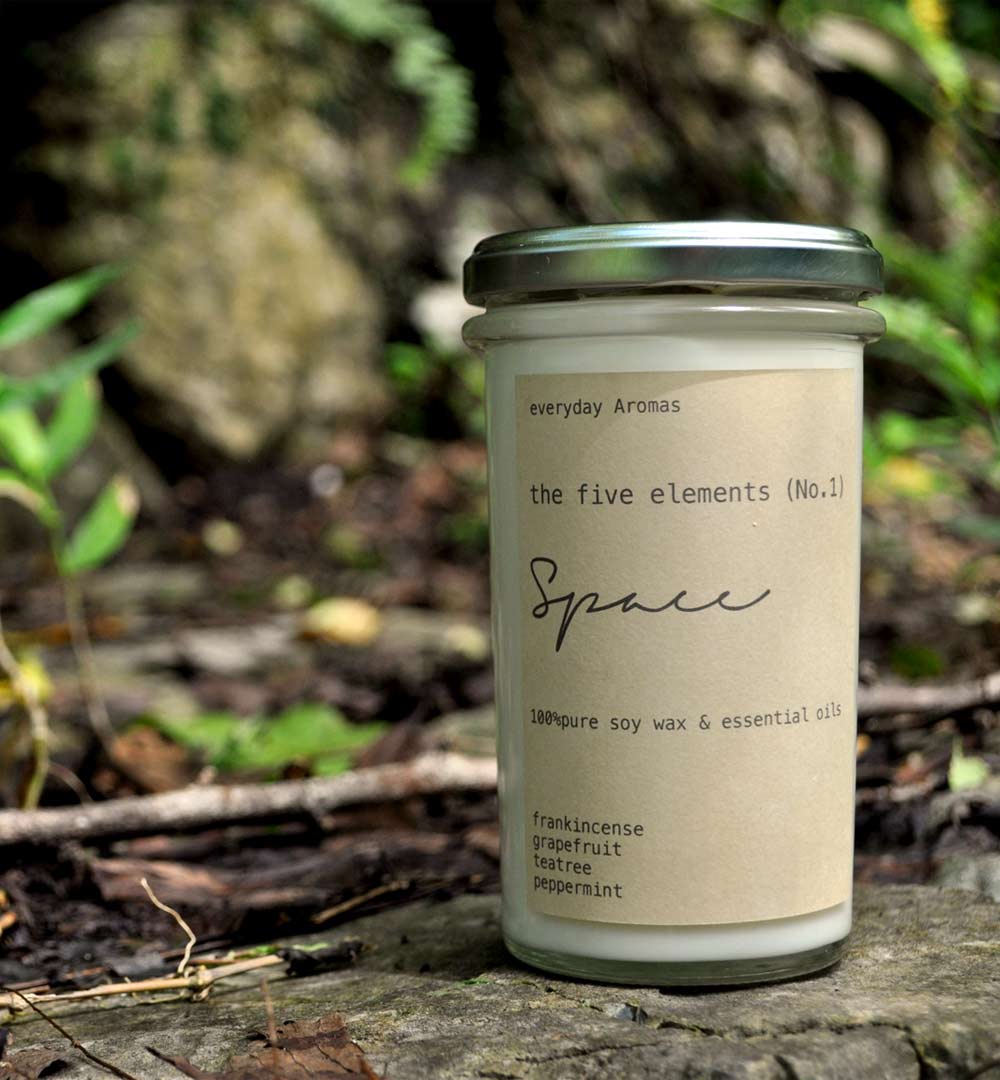 everyday Aromas
the five elements (No.1)
Space
100%pure soy wax & essential oils
frankincense
grapefruit
teatree
peppermint